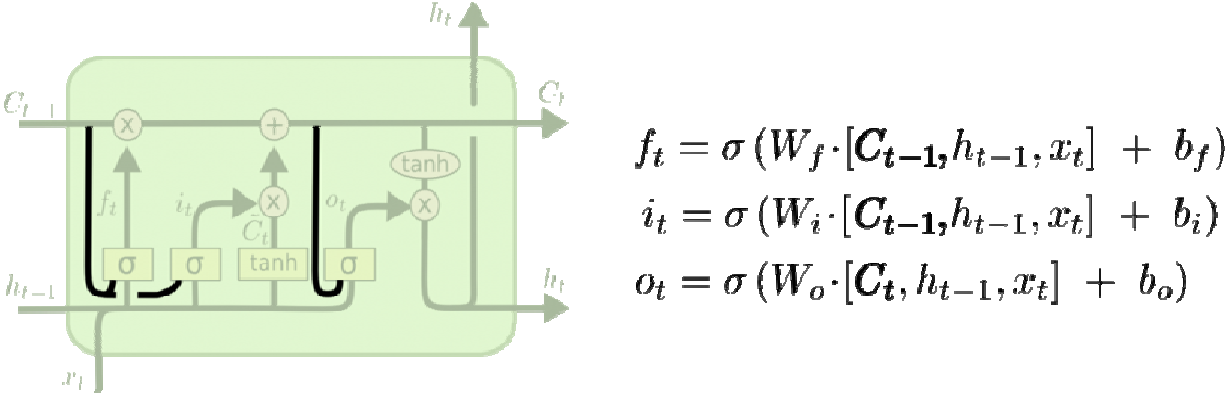 h_t
C_{t-1} × + C_t
tanh
f_t i_t × o_t ×
C̃_t
σ σ tanh σ
h_{t-1} h_t
x_t
f_t = σ (W_f·[C_{t-1}, h_{t-1}, x_t] + b_f)
i_t = σ (W_i·[C_{t-1}, h_{t-1}, x_t] + b_i)
o_t = σ (W_o·[C_t, h_{t-1}, x_t] + b_o)